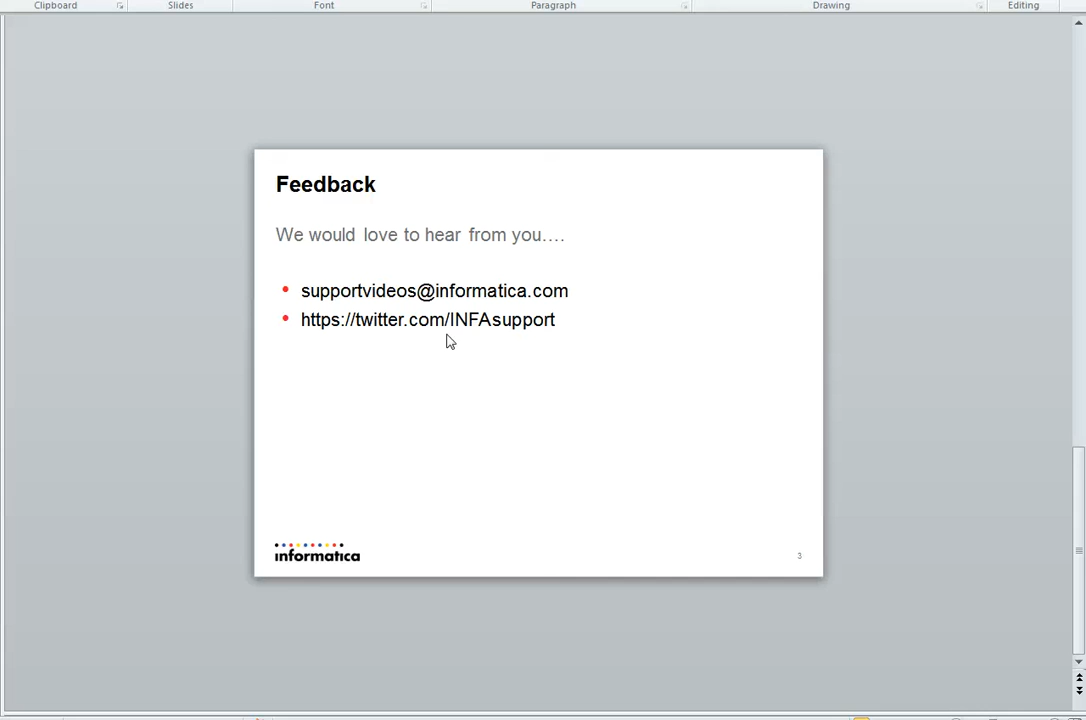 Clipboard Slides Font Paragraph Drawing Editing
Feedback
We would love to hear from you....
• supportvideos@informatica.com
• https://twitter.com/INFAsupport
informatica
3